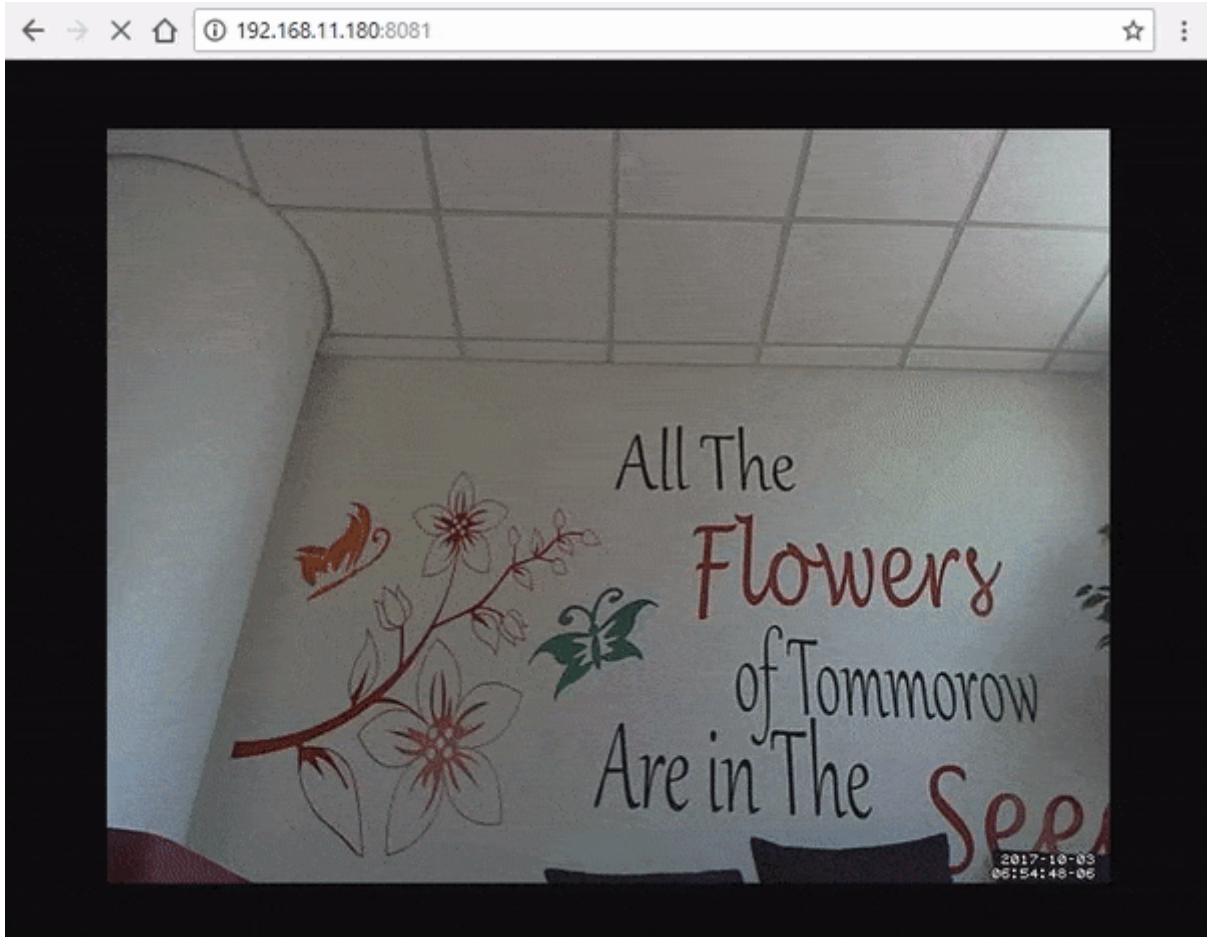 192.168.11.180:8081
All The
Flowers
of Tommorow
Are in The
See
2017-10-03
06:54:48-06